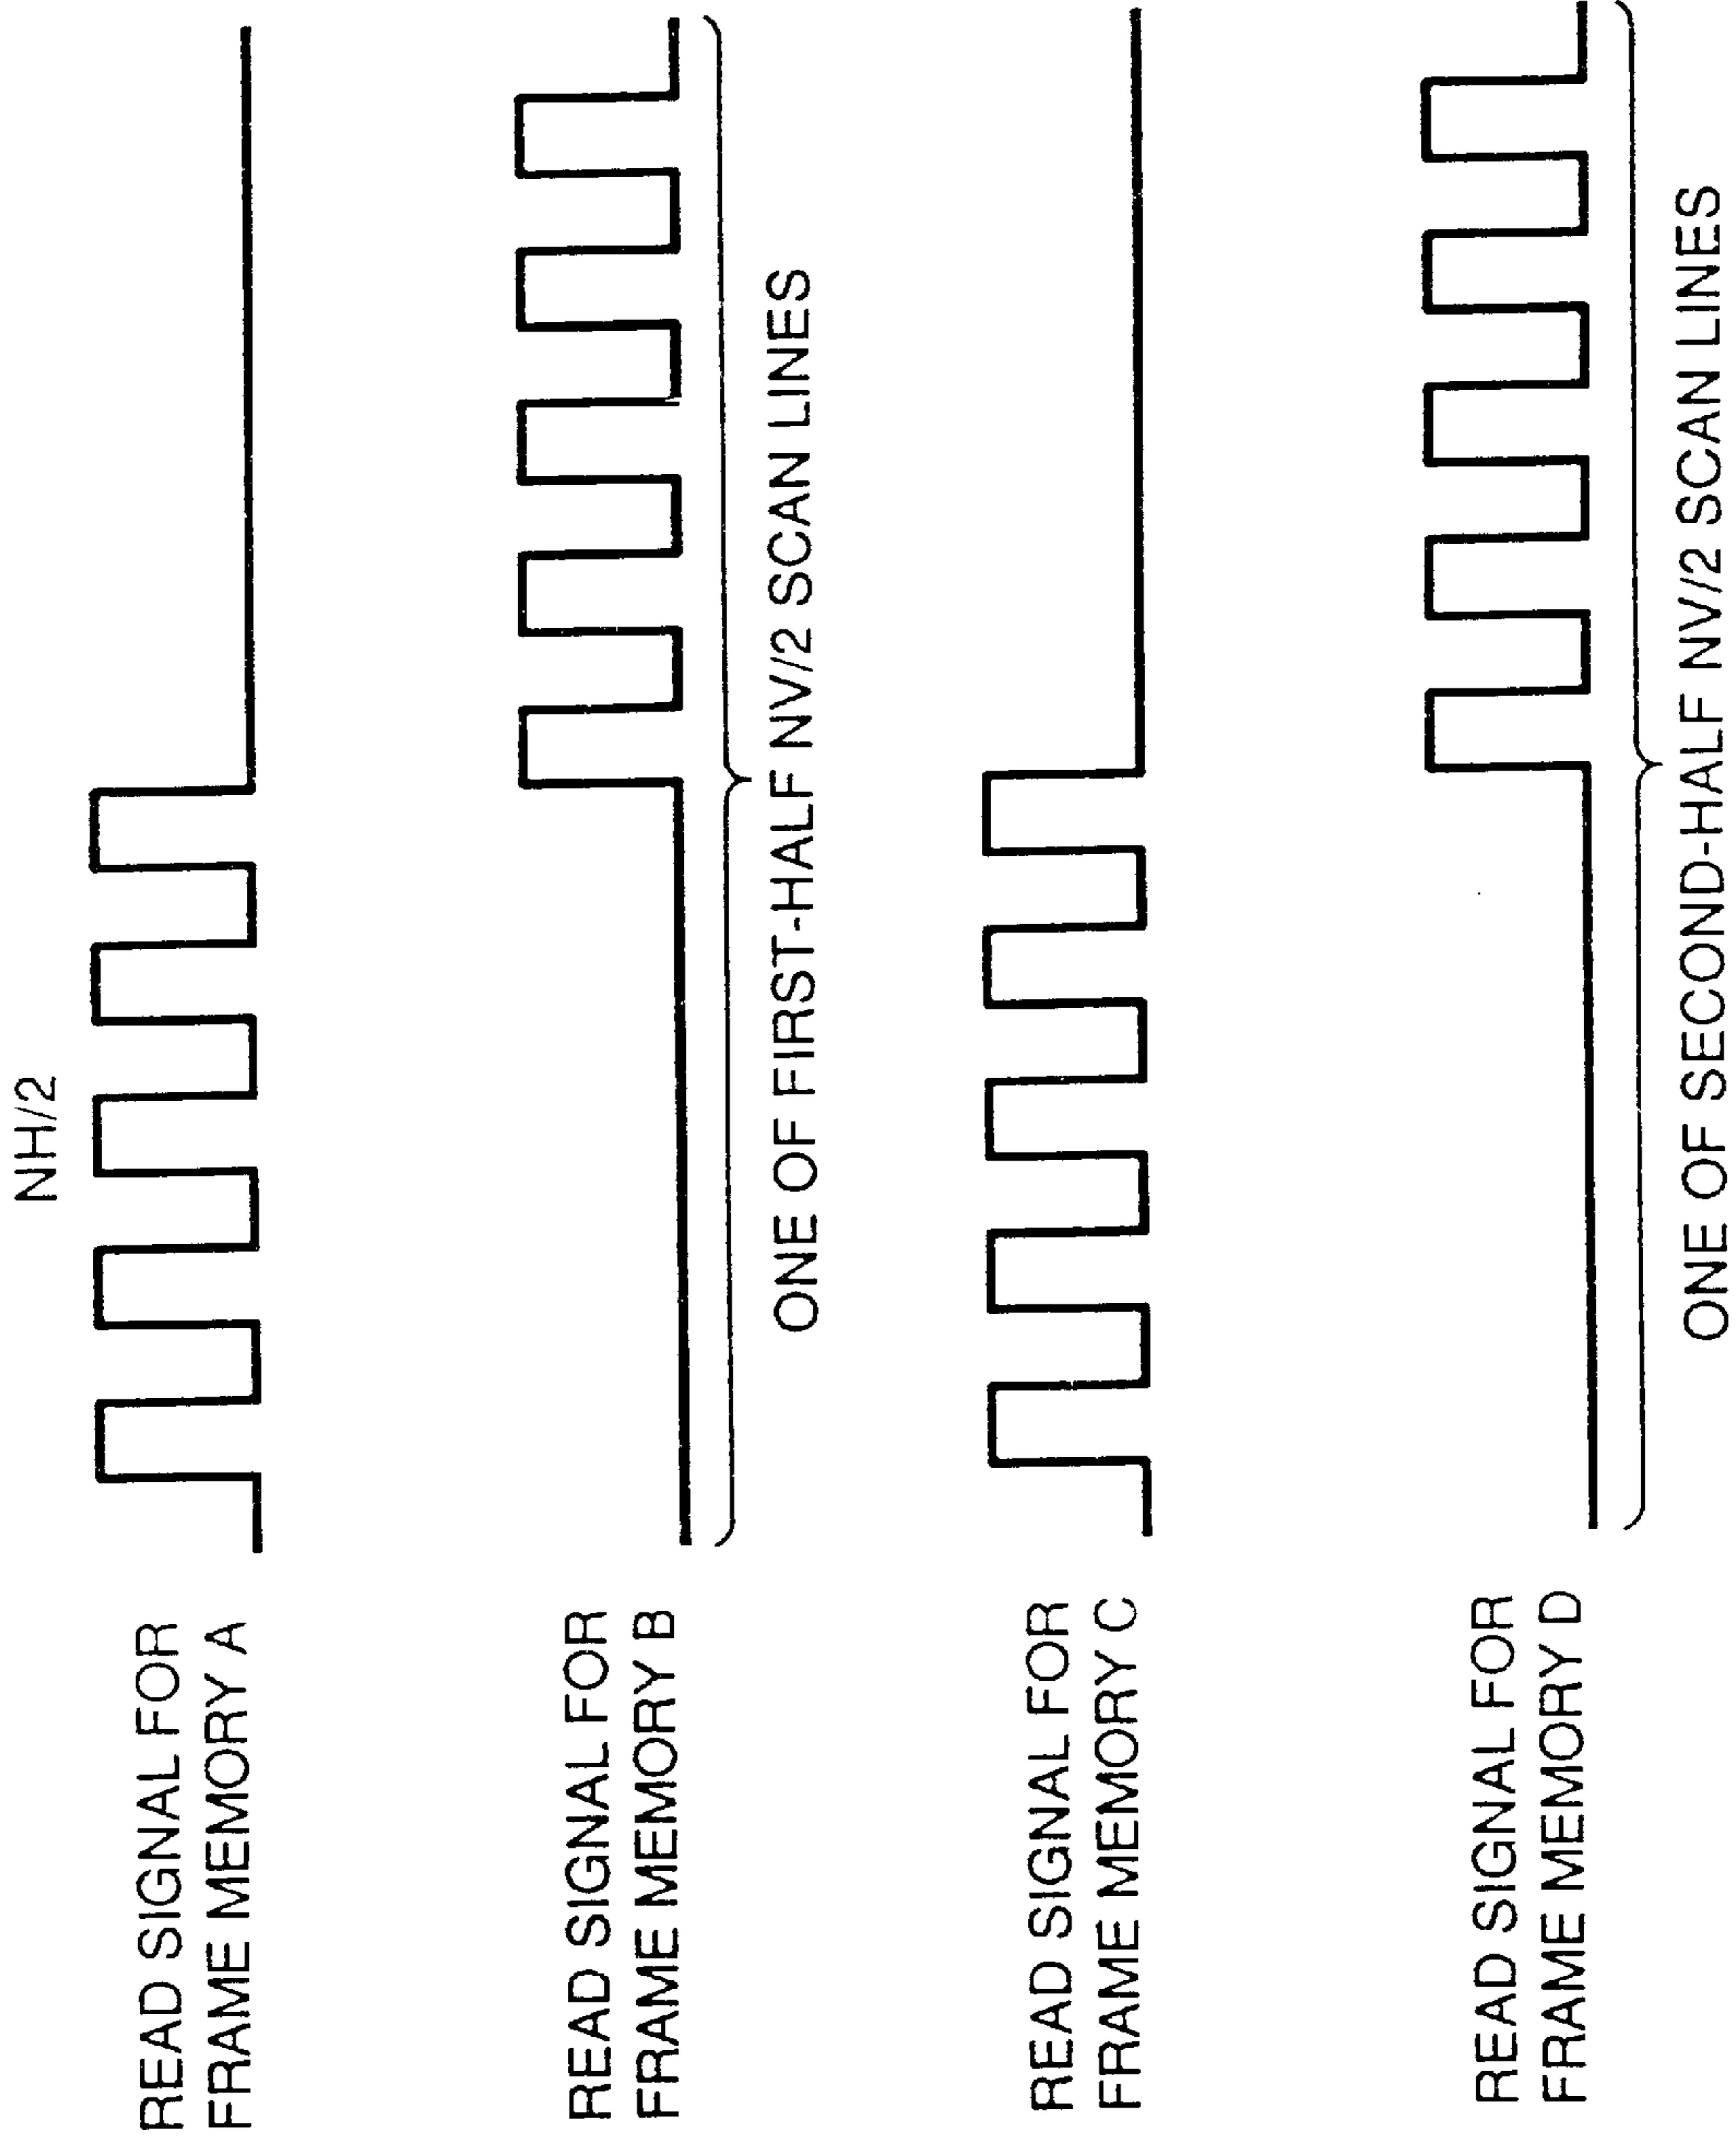 NH/2
READ SIGNAL FOR
FRAME MEMORY A
READ SIGNAL FOR
FRAME MEMORY B
ONE OF FIRST-HALF NV/2 SCAN LINES
READ SIGNAL FOR
FRAME MEMORY C
READ SIGNAL FOR
FRAME MEMORY D
ONE OF SECOND-HALF NV/2 SCAN LINES